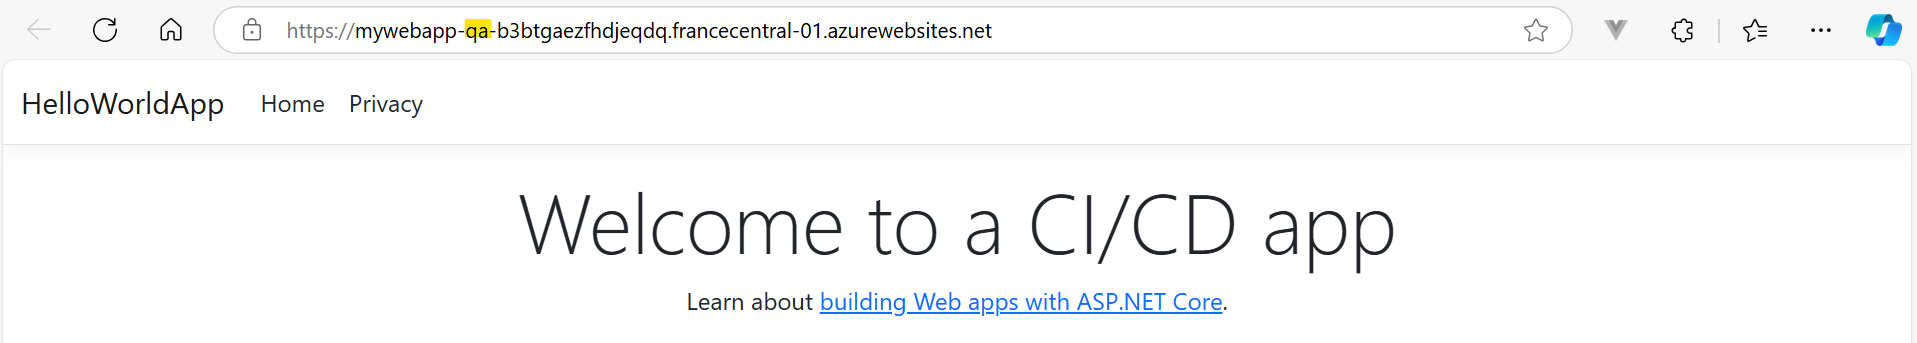 https://mywebapp-qa-b3btgaezfhdjeqdq.francecentral-01.azurewebsites.net
HelloWorldApp Home Privacy
Welcome to a CI/CD app
Learn about building Web apps with ASP.NET Core.